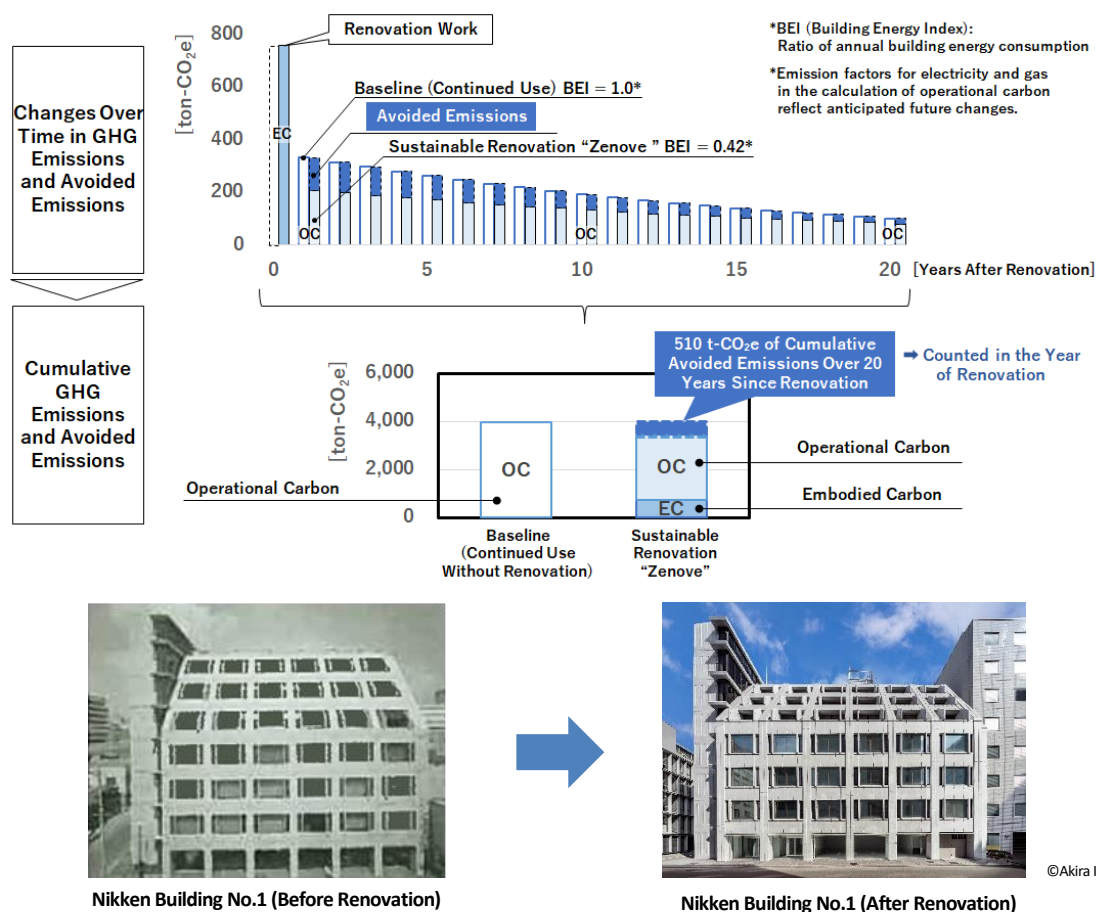 Changes Over
Time in GHG
Emissions
and Avoided
Emissions
[ton-CO₂e]
800
600
400
200
0
Renovation Work
Baseline (Continued Use) BEI = 1.0*
Avoided Emissions
Sustainable Renovation “Zenove ” BEI = 0.42*
EC
OC
OC
OC
0
5
10
15
20
[Years After Renovation]
*BEI (Building Energy Index):
Ratio of annual building energy consumption
*Emission factors for electricity and gas
in the calculation of operational carbon
reflect anticipated future changes.
Cumulative
GHG
Emissions
and Avoided
Emissions
[ton-CO₂e]
6,000
4,000
2,000
0
510 t-CO₂e of Cumulative
Avoided Emissions Over 20
Years Since Renovation
➡ Counted in the Year
of Renovation
OC
OC
EC
Operational Carbon
Operational Carbon
Embodied Carbon
Baseline
(Continued Use
Without Renovation)
Sustainable
Renovation
“Zenove”
©Akira I
Nikken Building No.1 (Before Renovation)
Nikken Building No.1 (After Renovation)